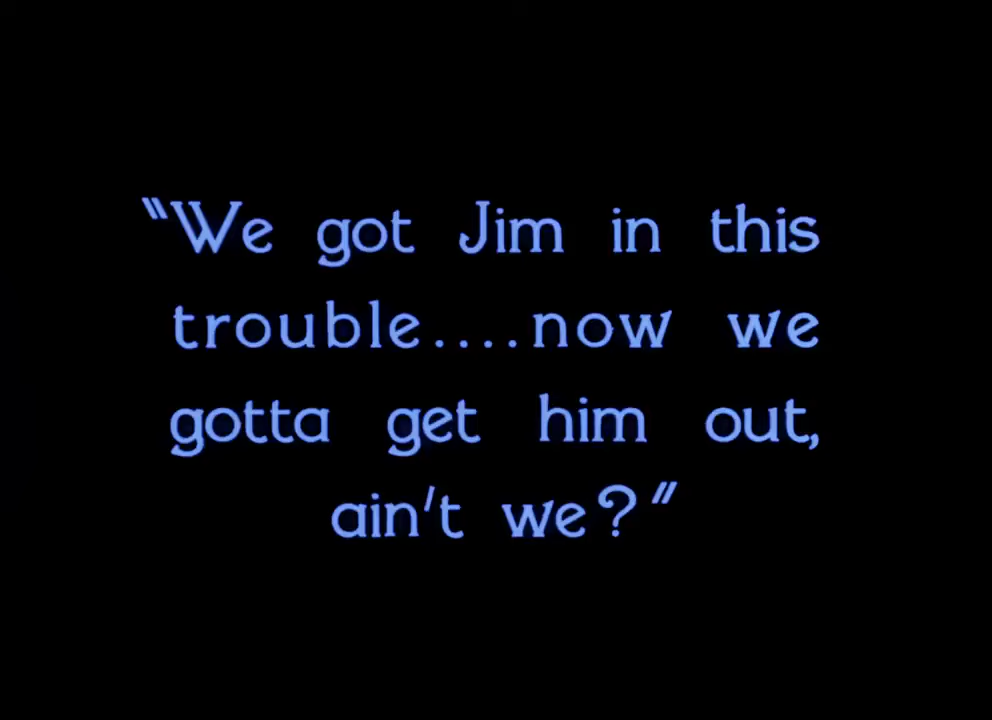 “We got Jim in this
trouble....now we
gotta get him out,
ain't we?”